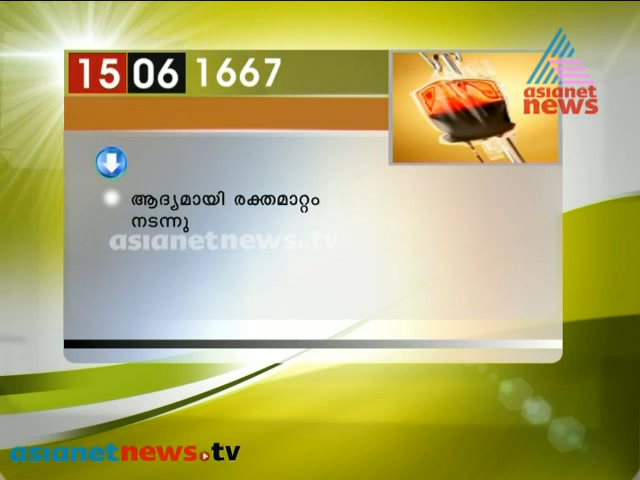 15 06 1667
asianet
news
ആദ്യമായി രക്തമാറ്റം
നടന്നു
asianetnews.tv
asianetnews.tv